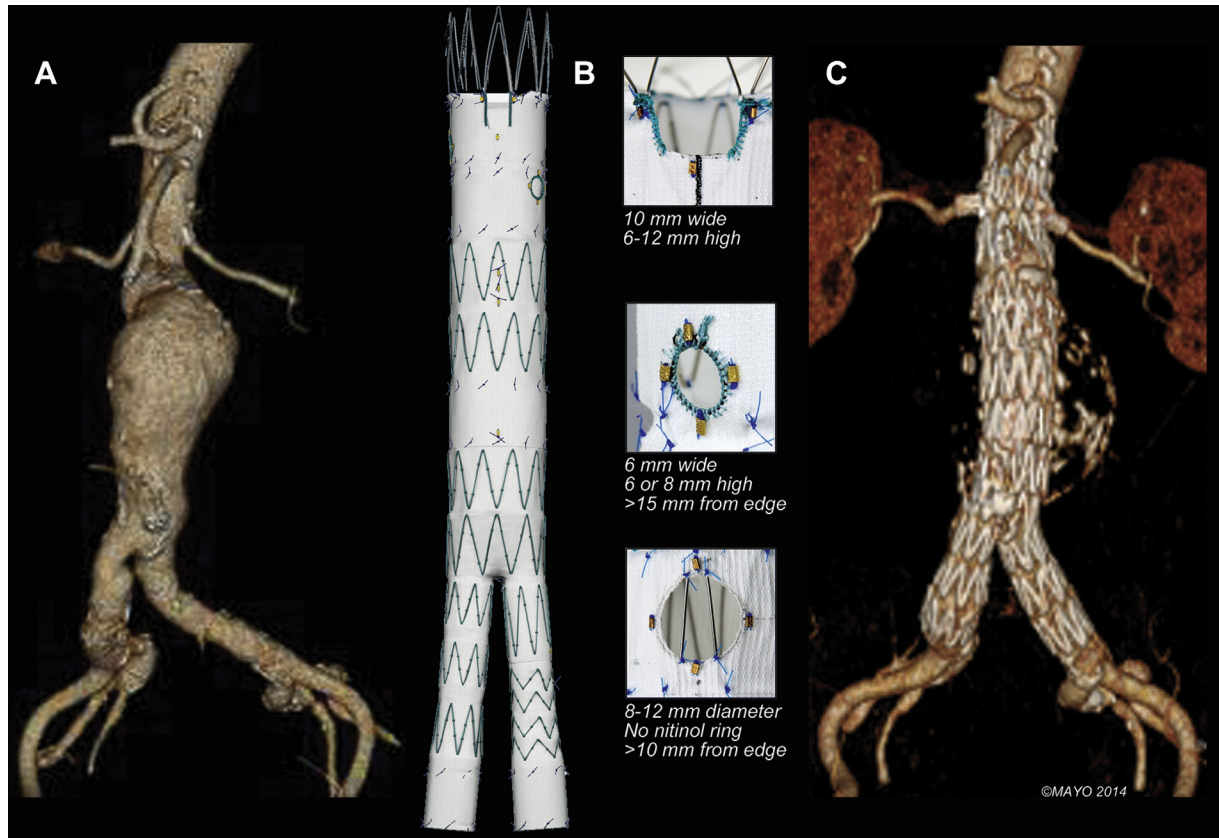 A
B
C
10 mm wide
6-12 mm high
6 mm wide
6 or 8 mm high
>15 mm from edge
8-12 mm diameter
No nitinol ring
>10 mm from edge
©MAYO 2014